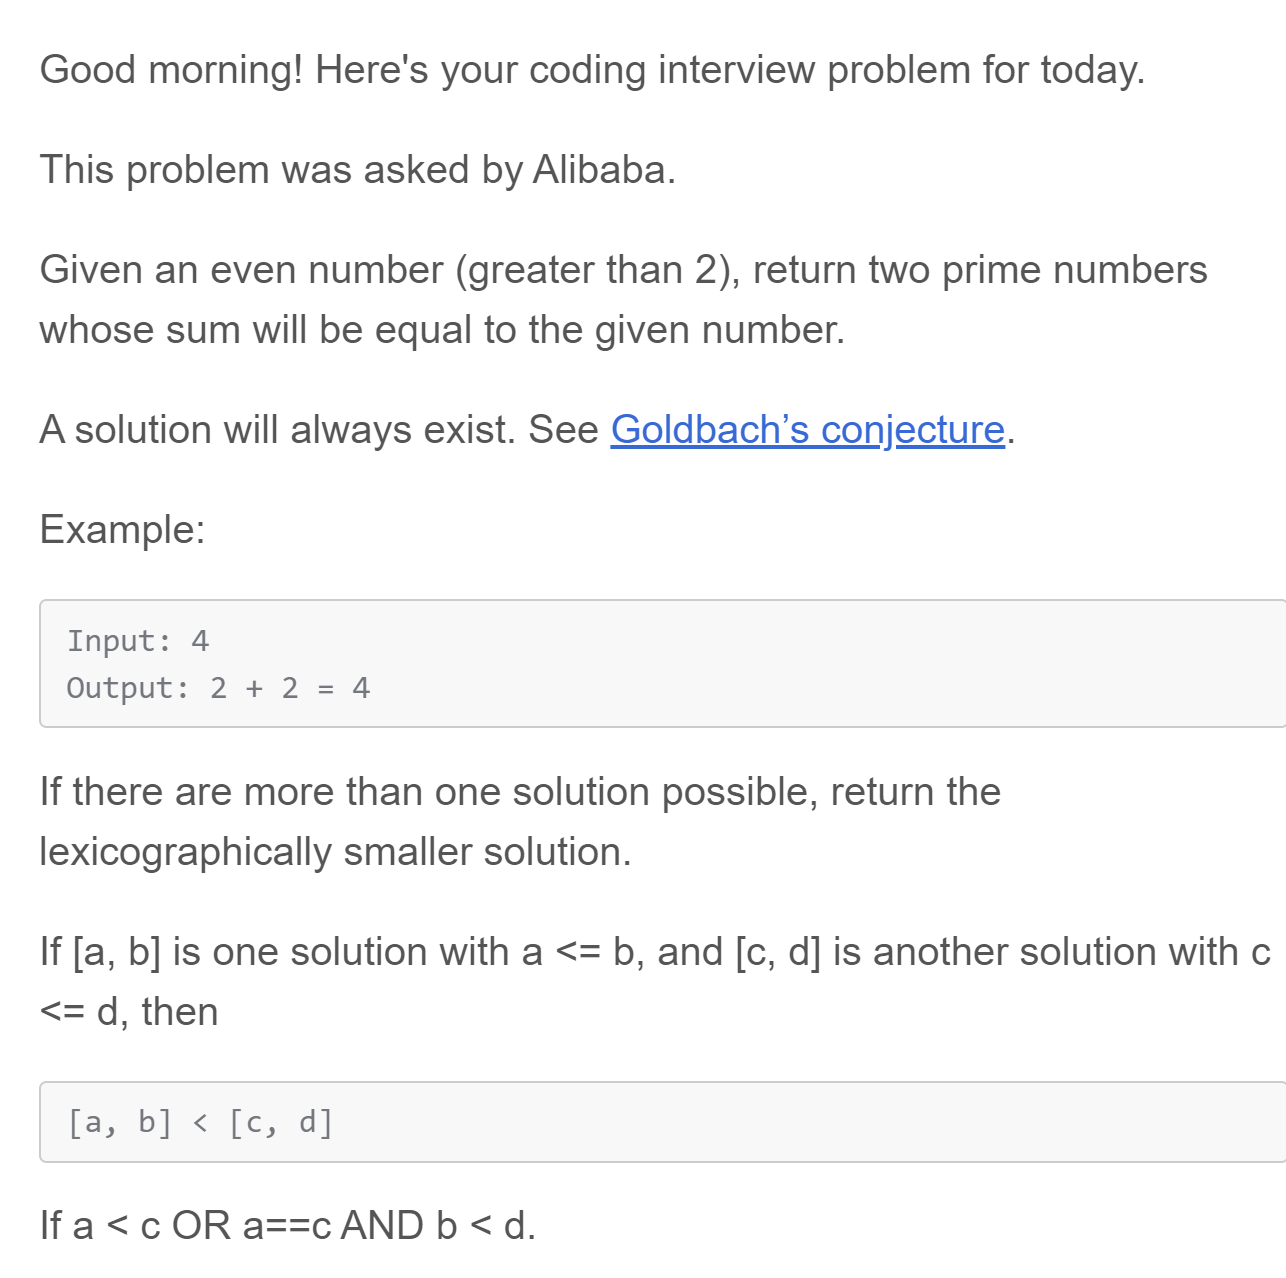 Good morning! Here's your coding interview problem for today.
This problem was asked by Alibaba.
Given an even number (greater than 2), return two prime numbers
whose sum will be equal to the given number.
A solution will always exist. See Goldbach’s conjecture.
Example:
Input: 4
Output: 2 + 2 = 4
If there are more than one solution possible, return the
lexicographically smaller solution.
If [a, b] is one solution with a <= b, and [c, d] is another solution with c
<= d, then
[a, b] < [c, d]
If a < c OR a==c AND b < d.